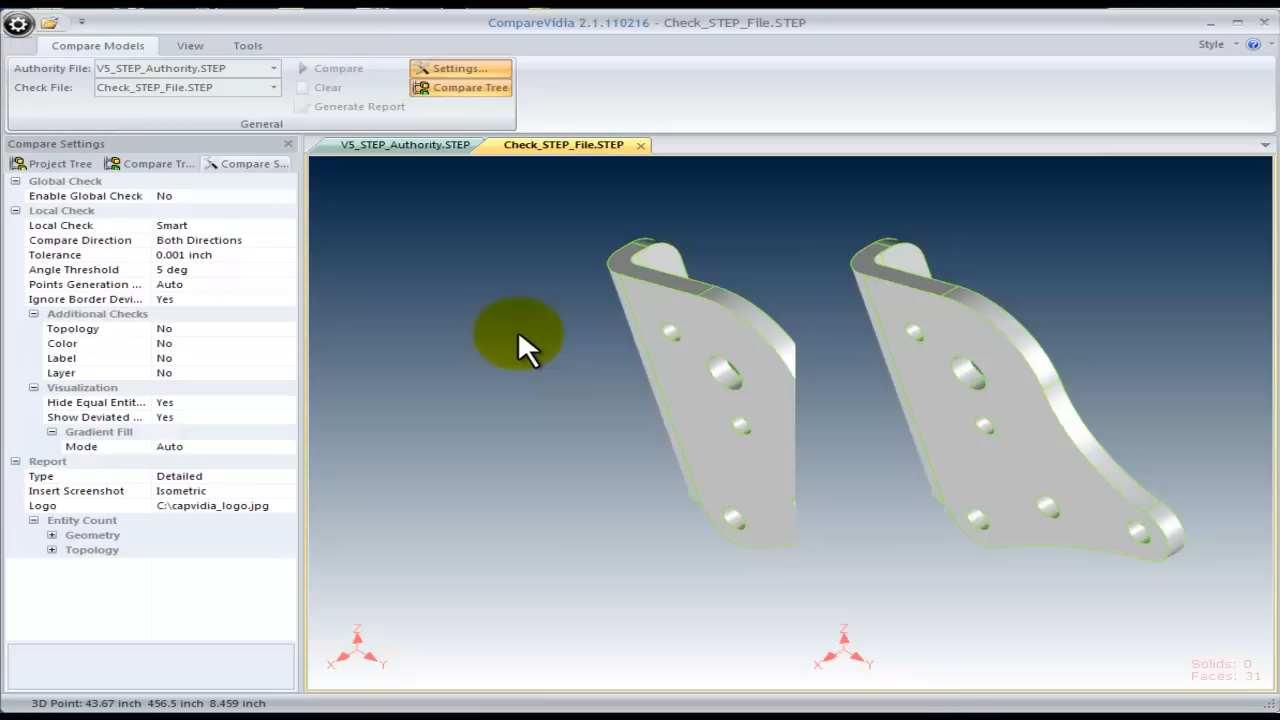 CompareVidia 2.1.110216 - Check_STEP_File.STEP
Compare Models View Tools Style
Authority File: V5_STEP_Authority.STEP Compare Settings...
Check File: Check_STEP_File.STEP Clear Compare Tree
Generate Report
General
Compare Settings V5_STEP_Authority.STEP Check_STEP_File.STEP
Project Tree Compare Tr... Compare S...
Global Check
Enable Global Check No
Local Check
Local Check Smart
Compare Direction Both Directions
Tolerance 0.001 inch
Angle Threshold 5 deg
Points Generation ... Auto
Ignore Border Devi... Yes
Additional Checks
Topology No
Color No
Label No
Layer No
Visualization
Hide Equal Entit... Yes
Show Deviated ... Yes
Gradient Fill
Mode Auto
Report
Type Detailed
Insert Screenshot Isometric
Logo C:\capvidia_logo.jpg
Entity Count
Geometry
Topology
Z Z
X Y X Y
Solids: 0
Faces: 31
3D Point: 43.67 inch 456.5 inch 8.459 inch